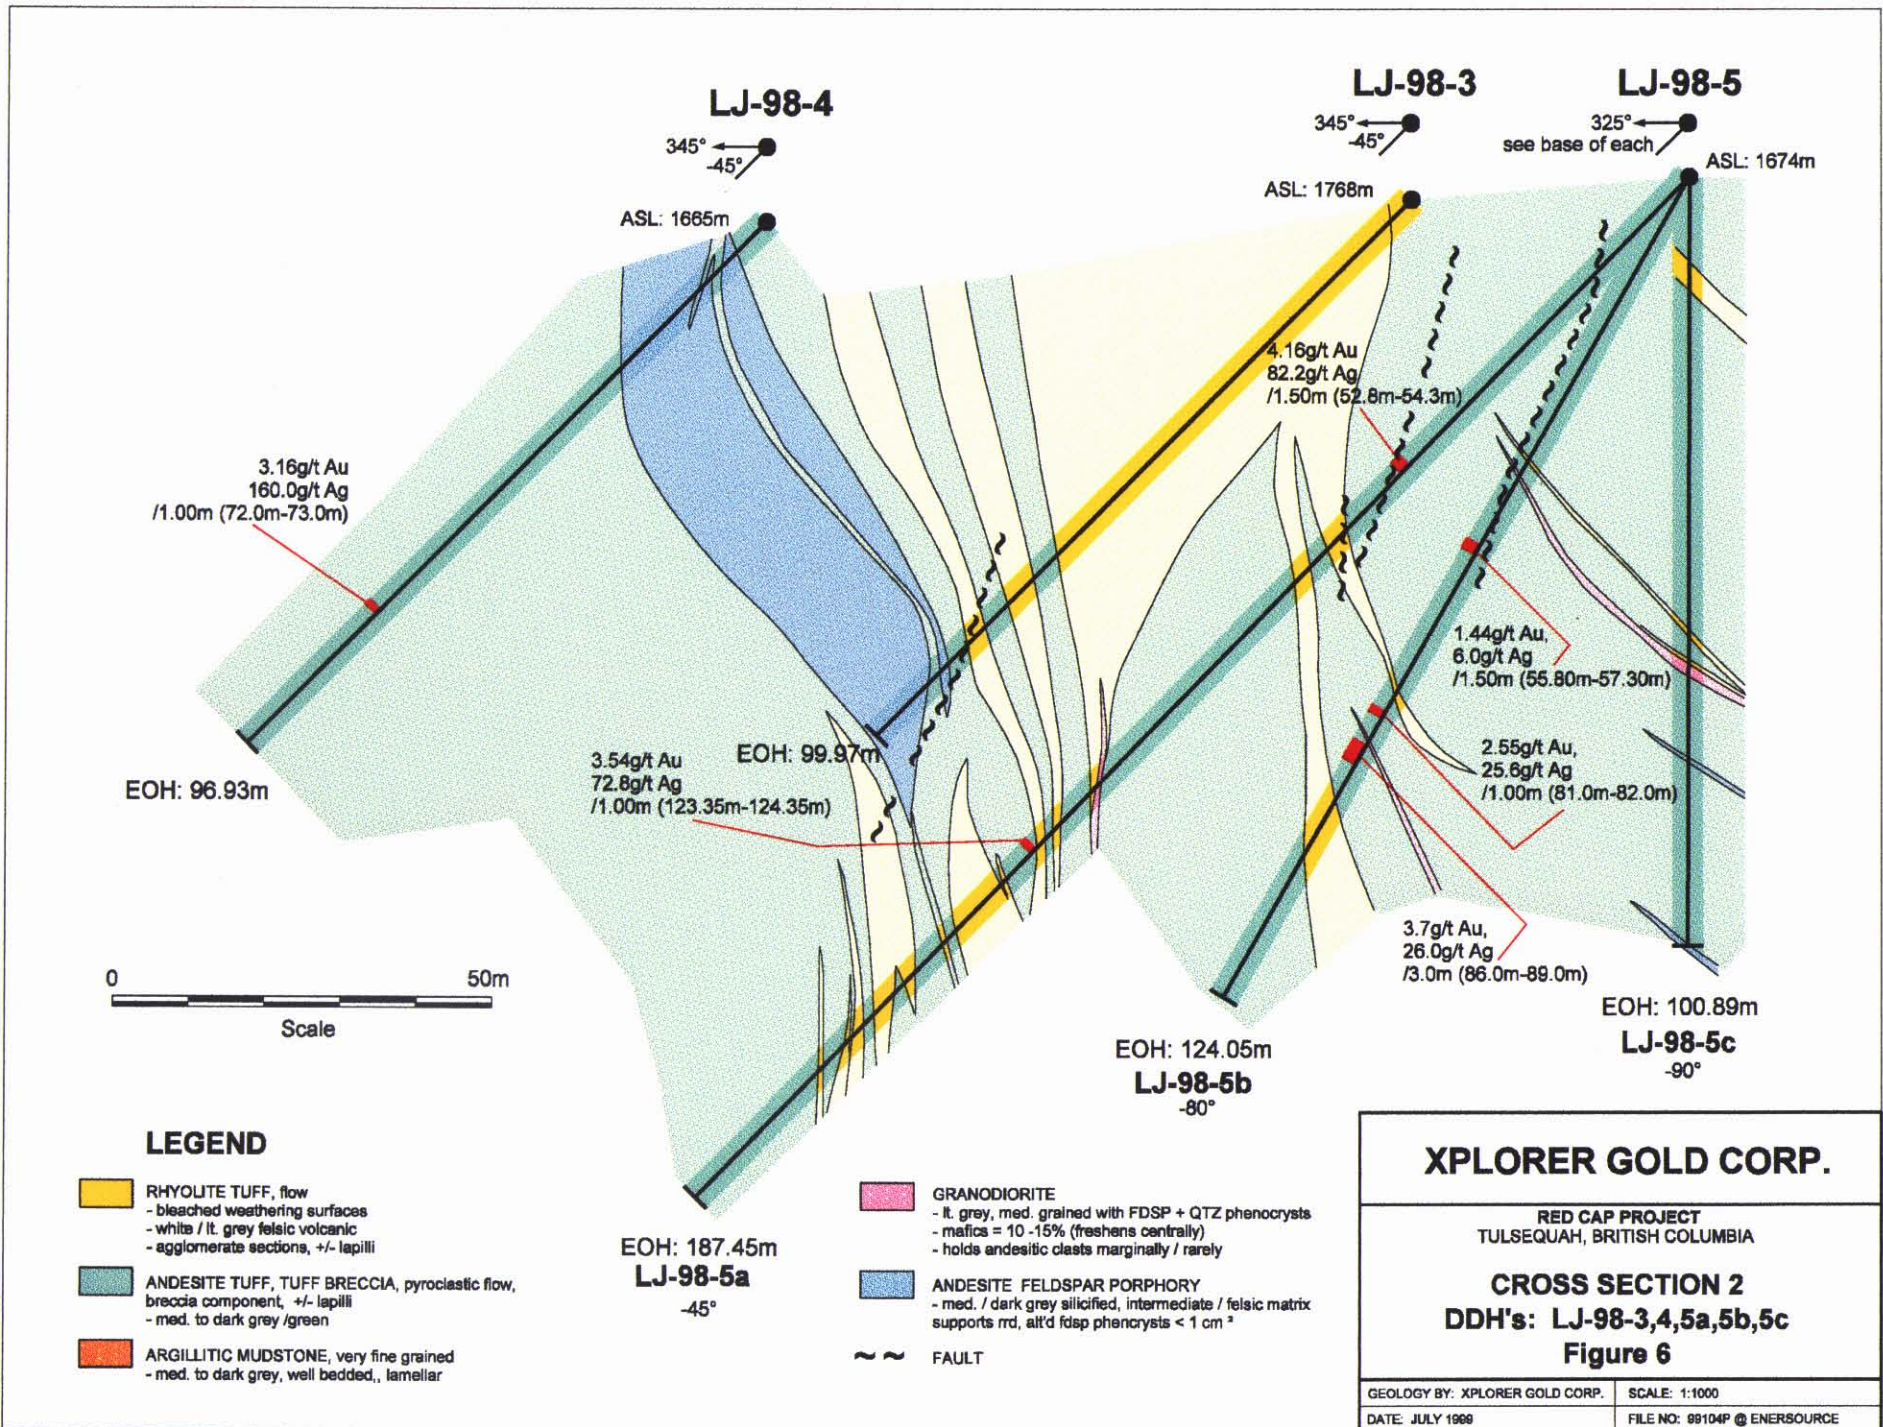 LJ-98-4
345°
-45°
ASL: 1665m
LJ-98-3
345°
-45°
ASL: 1768m
LJ-98-5
325°
see base of each
ASL: 1674m
4.16g/t Au
82.2g/t Ag
/1.50m (52.8m-54.3m)
3.16g/t Au
160.0g/t Ag
/1.00m (72.0m-73.0m)
1.44g/t Au,
6.0g/t Ag
/1.50m (55.80m-57.30m)
EOH: 99.97m
3.54g/t Au
72.8g/t Ag
/1.00m (123.35m-124.35m)
2.55g/t Au,
25.6g/t Ag
/1.00m (81.0m-82.0m)
EOH: 96.93m
3.7g/t Au,
26.0g/t Ag
/3.0m (86.0m-89.0m)
0 50m
Scale
EOH: 100.89m
LJ-98-5c
-90°
EOH: 124.05m
LJ-98-5b
-80°
EOH: 187.45m
LJ-98-5a
-45°
LEGEND
RHYOLITE TUFF, flow
- bleached weathering surfaces
- white / lt. grey felsic volcanic
- agglomerate sections, +/- lapilli
ANDESITE TUFF, TUFF BRECCIA, pyroclastic flow,
breccia component, +/- lapilli
- med. to dark grey /green
ARGILLITIC MUDSTONE, very fine grained
- med. to dark grey, well bedded,, lamellar
GRANODIORITE
- lt. grey, med. grained with FDSP + QTZ phenocrysts
- mafics = 10 -15% (freshens centrally)
- holds andesitic clasts marginally / rarely
ANDESITE FELDSPAR PORPHORY
- med. / dark grey silicified, intermediate / felsic matrix
supports rrd, alt'd fdsp phencrysts < 1 cm ³
FAULT
XPLORER GOLD CORP.
RED CAP PROJECT
TULSEQUAH, BRITISH COLUMBIA
CROSS SECTION 2
DDH's: LJ-98-3,4,5a,5b,5c
Figure 6
GEOLOGY BY: XPLORER GOLD CORP.
SCALE: 1:1000
DATE: JULY 1999
FILE NO: 99104P @ ENERSOURCE